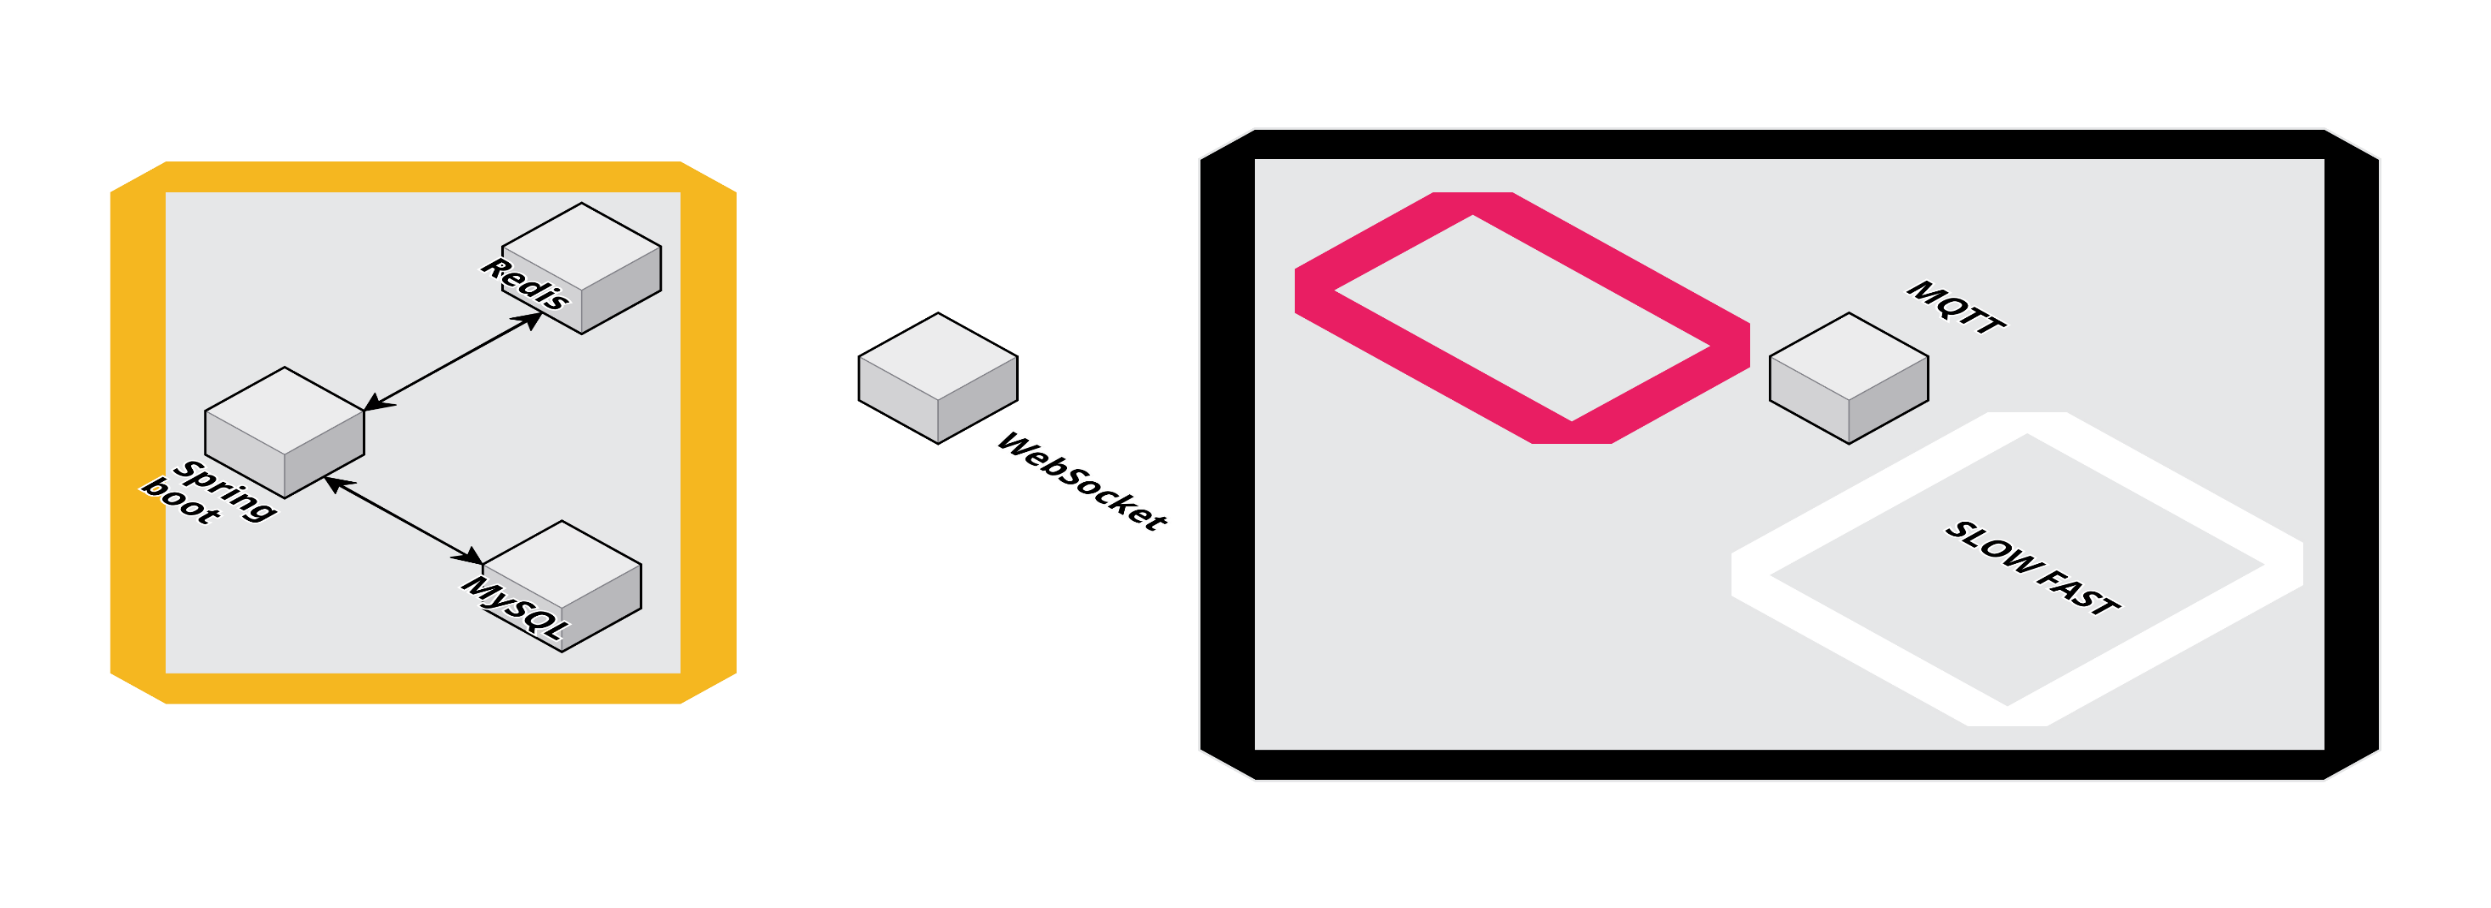 Redis
Spring
boot
MySQL
WebSocket
MQTT
SLOW FAST